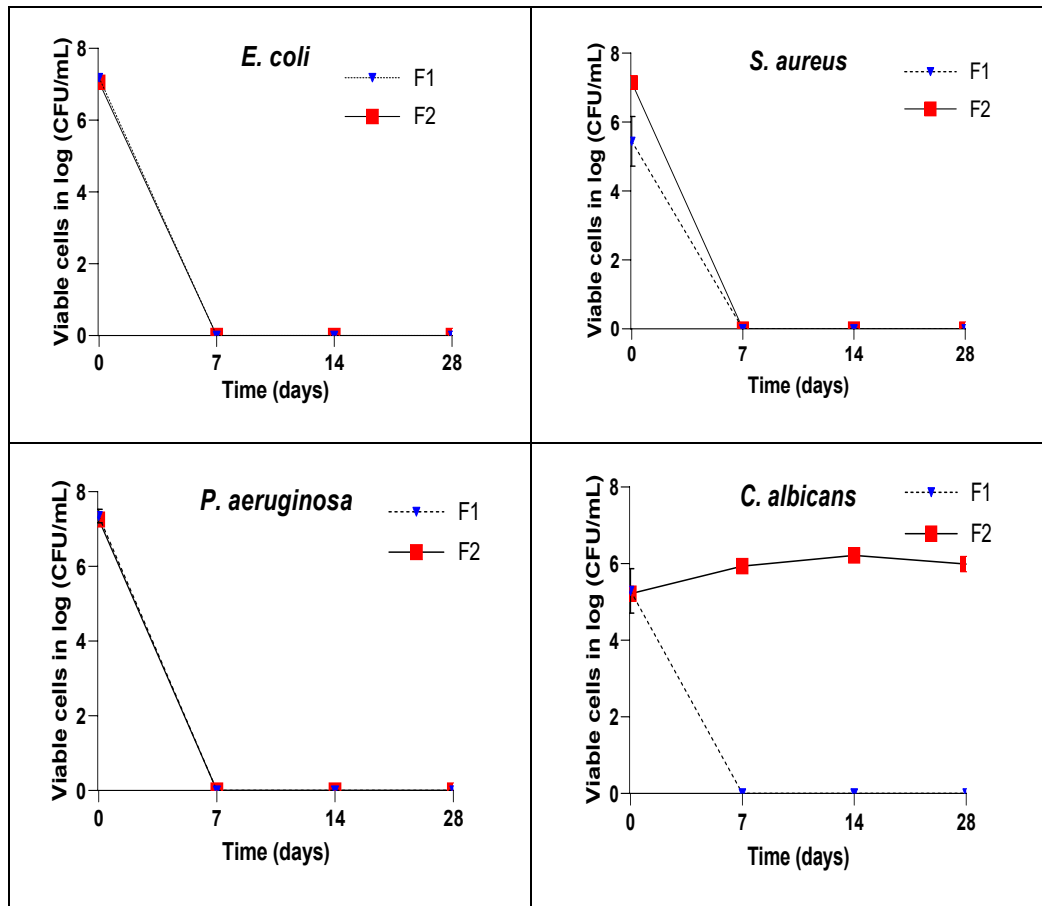 E. coli
F1
F2
Viable cells in log (CFU/mL)
8
6
4
2
0
0 7 14 28
Time (days)
S. aureus
F1
F2
Viable cells in log (CFU/mL)
8
6
4
2
0
0 7 14 28
Time (days)
P. aeruginosa
F1
F2
Viable cells in log (CFU/mL)
8
6
4
2
0
0 7 14 28
Time (days)
C. albicans
F1
F2
Viable cells in log (CFU/mL)
8
6
4
2
0
0 7 14 28
Time (days)